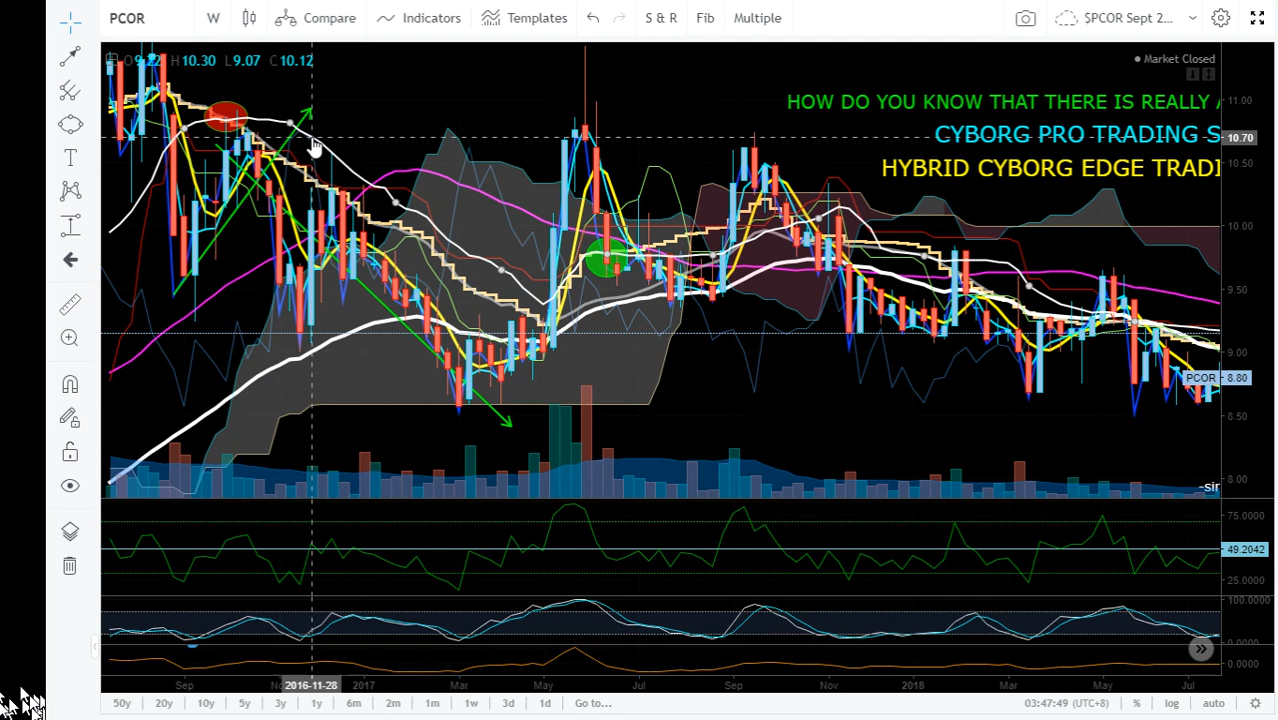 PCOR W Compare Indicators Templates S & R Fib Multiple $PCOR Sept 2...
O H 10.30 L 9.07 C 10.12
Market Closed
HOW DO YOU KNOW THAT THERE IS REALLY
CYBORG PRO TRADING S
HYBRID CYBORG EDGE TRADI
11.00
10.70
10.50
10.00
9.50
9.00
PCOR 8.80
8.50
8.00
-sir
75.0000
49.2042
25.0000
100.0000
0.0000
0.0000
Sep 2016-11-28 2017 Mar May Jul Sep Nov 2018 Mar May Jul
50y 20y 10y 5y 3y 1y 6m 2m 1m 1w 3d 1d Go to... 03:47:49 (UTC+8) % log auto